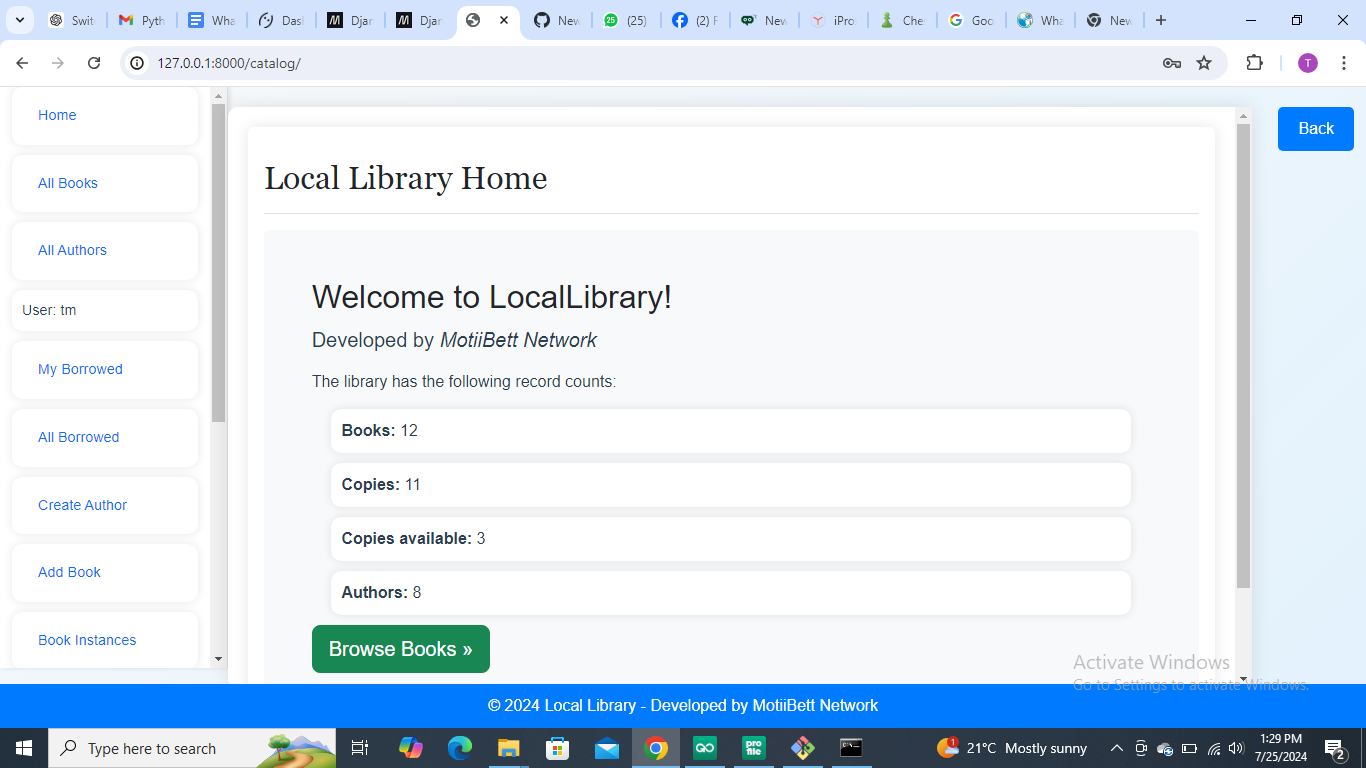 Swit
Pyth
Wha
Das
Djar
Djar
New
(25)
(2) F
New
iPro
Che
Goo
Wha
New
127.0.0.1:8000/catalog/
T
Home
All Books
All Authors
User: tm
My Borrowed
All Borrowed
Create Author
Add Book
Book Instances
Back
Local Library Home
Welcome to LocalLibrary!
Developed by MotiiBett Network
The library has the following record counts:
Books: 12
Copies: 11
Copies available: 3
Authors: 8
Browse Books »
Activate Windows
Go to Settings to activate Windows.
© 2024 Local Library - Developed by MotiiBett Network
Type here to search
pro
file
21°C Mostly sunny
1:29 PM
7/25/2024
2